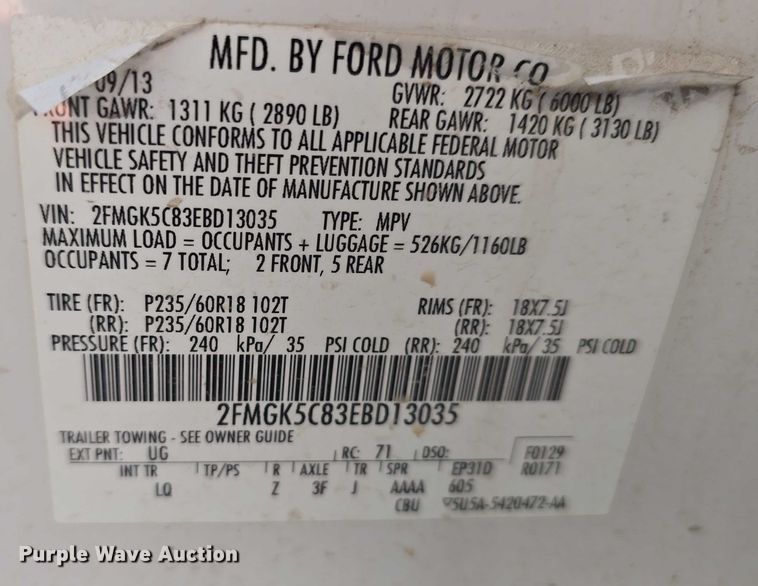 MFD. BY FORD MOTOR CO
09/13 GVWR: 2722 KG ( 6000 LB)
FRONT GAWR: 1311 KG ( 2890 LB) REAR GAWR: 1420 KG ( 3130 LB)
THIS VEHICLE CONFORMS TO ALL APPLICABLE FEDERAL MOTOR
VEHICLE SAFETY AND THEFT PREVENTION STANDARDS
IN EFFECT ON THE DATE OF MANUFACTURE SHOWN ABOVE.
VIN: 2FMGK5C83EBD13035 TYPE: MPV
MAXIMUM LOAD = OCCUPANTS + LUGGAGE = 526KG/1160LB
OCCUPANTS = 7 TOTAL; 2 FRONT, 5 REAR
TIRE (FR): P235/60R18 102T RIMS (FR): 18X7.5J
(RR): P235/60R18 102T (RR): 18X7.5J
PRESSURE (FR): 240 kPa/ 35 PSI COLD (RR): 240 kPa/ 35 PSI COLD
2FMGK5C83EBD13035
TRAILER TOWING - SEE OWNER GUIDE
EXT PNT: UG RC: 71 DSO: F0129
INT TR TP/PS R AXLE TR SPR EP31D R0171
LQ Z 3F J AAAA 605
CBU 5U5A-5420472-AA
Purple Wave Auction